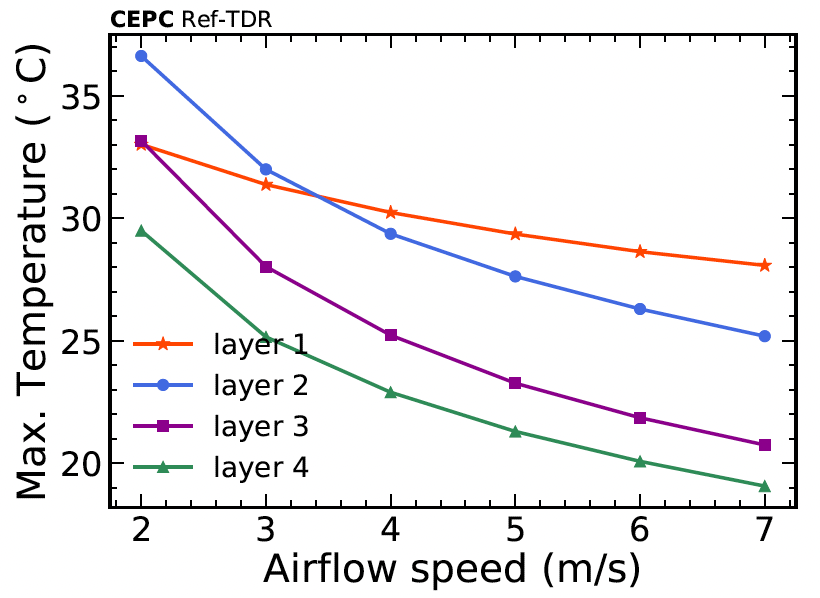 CEPC Ref-TDR
Max. Temperature (°C)
35
30
25
20
layer 1
layer 2
layer 3
layer 4
2 3 4 5 6 7
Airflow speed (m/s)